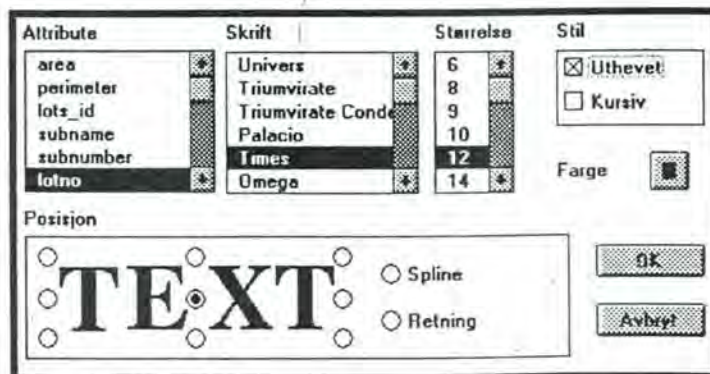 Attribute Skrift Størrelse Stil
area Univers 6 Uthevet
perimeter Triumvirate 8 Kursiv
lots_id Triumvirate Conde 9
subname Palacio 10
subnumber Times 12
lotno Omega 14 Farge
Posisjon
TEXT
Spline
Retning
OK
Avbryt